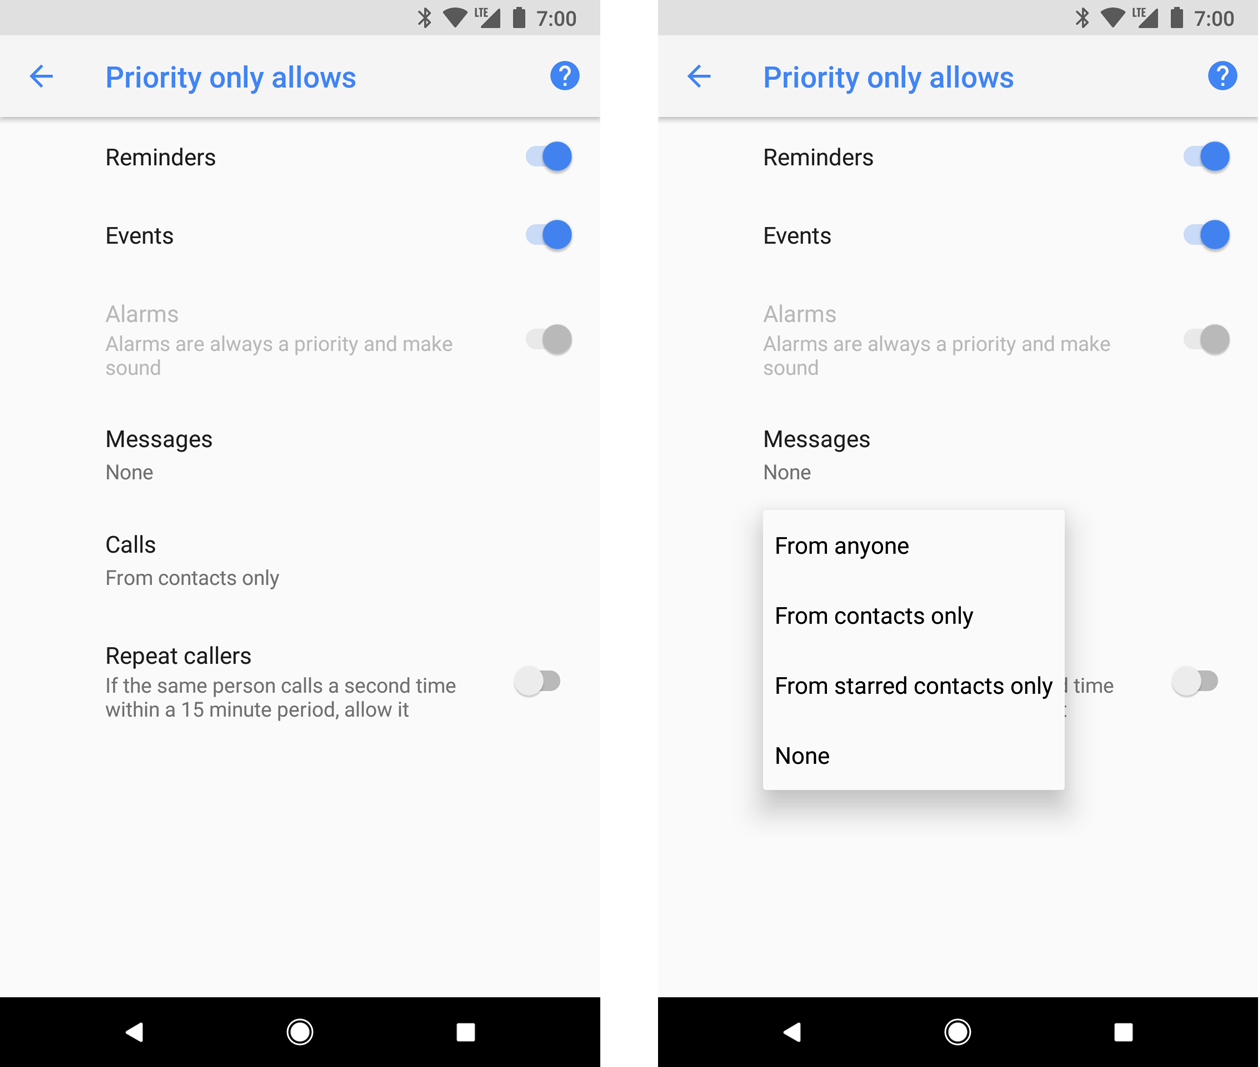 LTE 7:00
Priority only allows
?
Reminders
Events
Alarms
Alarms are always a priority and make
sound
Messages
None
Calls
From contacts only
Repeat callers
If the same person calls a second time
within a 15 minute period, allow it
LTE 7:00
Priority only allows
?
Reminders
Events
Alarms
Alarms are always a priority and make
sound
Messages
None
From anyone
From contacts only
From starred contacts only
time
None